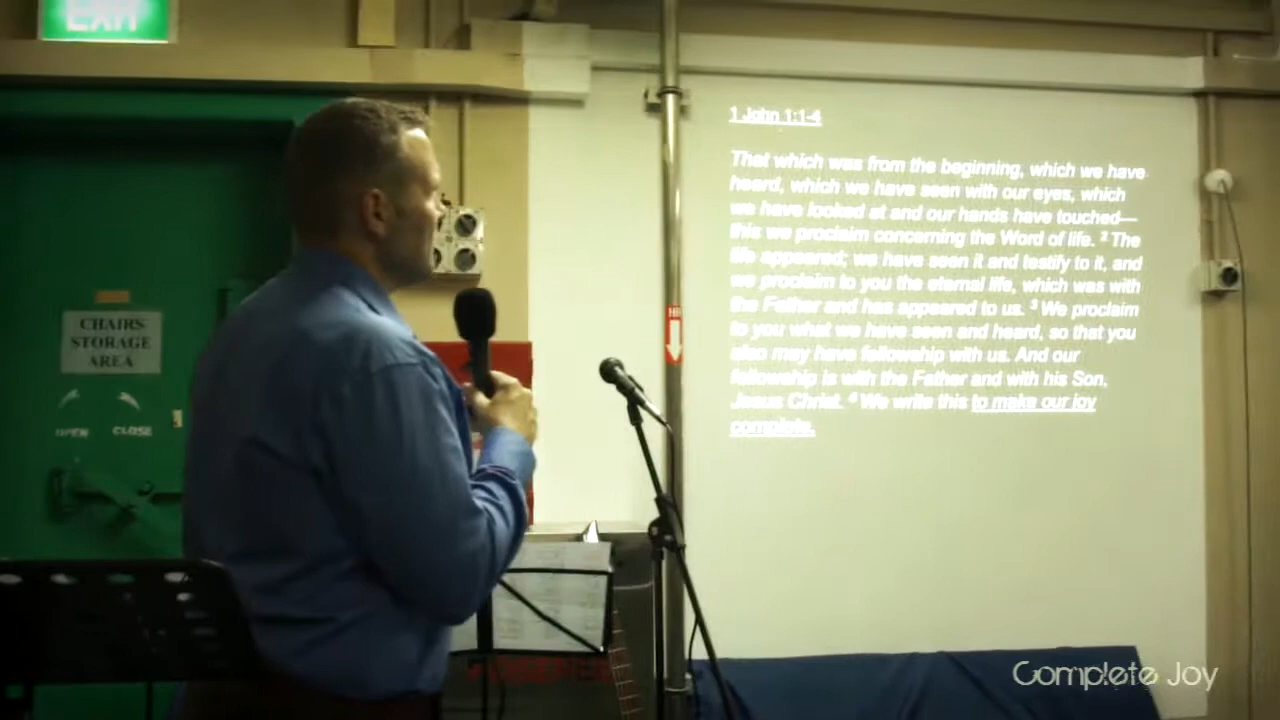 EXIT
1 John 1:1-4
That which was from the beginning, which we have
heard, which we have seen with our eyes, which
we have looked at and our hands have touched—
this we proclaim concerning the Word of life. ² The
life appeared; we have seen it and testify to it, and
we proclaim to you the eternal life, which was with
the Father and has appeared to us. ³ We proclaim
to you what we have seen and heard, so that you
also may have fellowship with us. And our
fellowship is with the Father and with his Son,
Jesus Christ. ⁴ We write this to make our joy
complete.
CHAIRS
STORAGE
AREA
OPEN CLOSE
Complete Joy